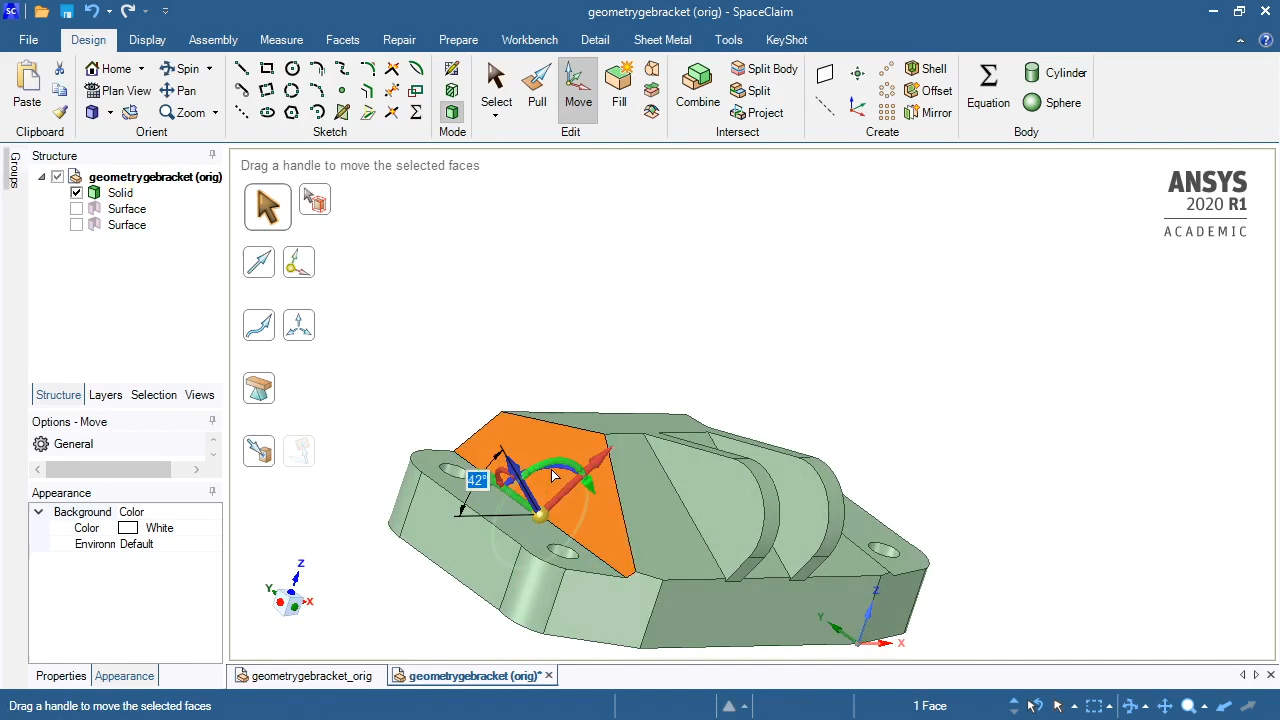 SC
geometrygebracket (orig) - SpaceClaim
File Design Display Assembly Measure Facets Repair Prepare Workbench Detail Sheet Metal Tools KeyShot
Home Spin Split Body Shell Cylinder
Plan View Pan Split Offset
Zoom Project Mirror Sphere
Paste Select Pull Move Fill Combine Equation
Clipboard Orient Sketch Mode Edit Intersect Create Body
Groups
Structure
Drag a handle to move the selected faces
geometrygebracket (orig)
Solid
Surface
Surface
ANSYS
2020 R1
ACADEMIC
Structure Layers Selection Views
Options - Move
General
Appearance
Background Color
Color White
Environn Default
42°
Z
Y
X
Z
Y
X
Properties Appearance
geometrygebracket_orig geometrygebracket (orig)*
Drag a handle to move the selected faces 1 Face